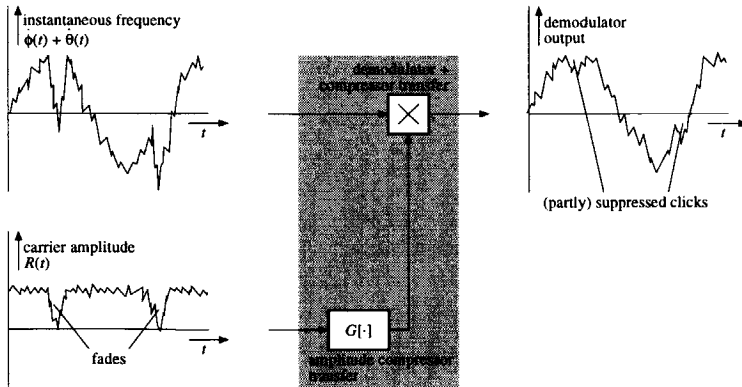 instantaneous frequency
ϕ̇(t) + θ̇(t)
t
demodulator +
compressor transfer
demodulator
output
t
(partly) suppressed clicks
carrier amplitude
R(t)
fades
t
G[·]
amplitude compressor
transfer